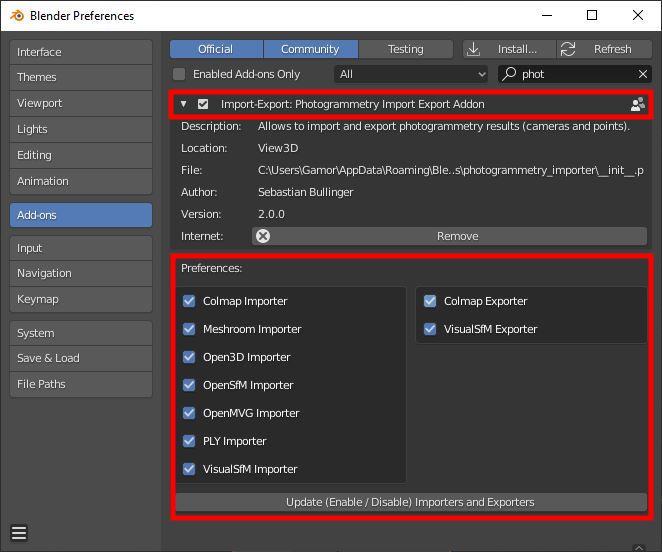 Blender Preferences
Interface
Themes
Viewport
Lights
Editing
Animation
Add-ons
Input
Navigation
Keymap
System
Save & Load
File Paths
Official Community Testing Install... Refresh
Enabled Add-ons Only All phot
Import-Export: Photogrammetry Import Export Addon
Description: Allows to import and export photogrammetry results (cameras and points).
Location: View3D
File: C:\Users\Gamor\AppData\Roaming\Ble..s\photogrammetry_importer\__init__.p
Author: Sebastian Bullinger
Version: 2.0.0
Internet: Remove
Preferences:
Colmap Importer
Meshroom Importer
Open3D Importer
OpenSfM Importer
OpenMVG Importer
PLY Importer
VisualSfM Importer
Colmap Exporter
VisualSfM Exporter
Update (Enable / Disable) Importers and Exporters